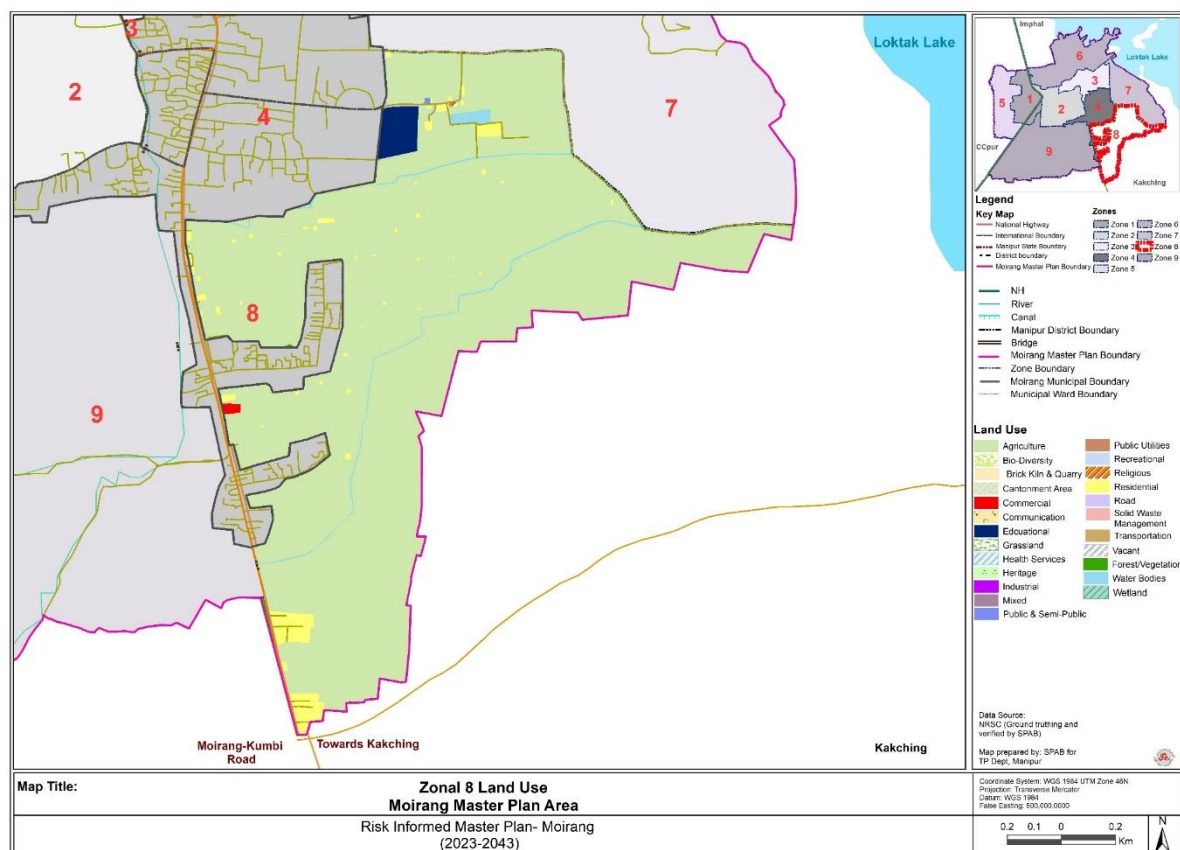 3
2
4
7
8
9
Loktak Lake
Moirang-Kumbi
Road
Towards Kakching
Kakching
6
Imphal
Loktak Lake
3
7
5
1
2
4
8
CCpur
9
Kakching
Legend
Key Map
National Highway
International Boundary
Manipur State Boundary
District boundary
Moirang Master Plan Boundary
Zones
Zone 1
Zone 2
Zone 3
Zone 4
Zone 5
Zone 6
Zone 7
Zone 8
Zone 9
NH
River
Canal
Manipur District Boundary
Bridge
Moirang Master Plan Boundary
Zone Boundary
Moirang Municipal Boundary
Municipal Ward Boundary
Land Use
Agriculture
Bio-Diversity
Brick Kiln & Quarry
Cantonment Area
Commercial
Communication
Edcuational
Grassland
Health Services
Heritage
Industrial
Mixed
Public & Semi-Public
Public Utilities
Recreational
Religious
Residential
Road
Solid Waste
Management
Transportation
Vacant
Forest/Vegetation
Water Bodies
Wetland
Data Source:
NRSC (Ground truthing and
verified by SPAB)
Map prepared by: SPAB for
TP Dept, Manipur
Map Title:
Zonal 8 Land Use
Moirang Master Plan Area
Risk Informed Master Plan- Moirang
(2023-2043)
Coordinate System: WGS 1984 UTM Zone 46N
Projection: Transverse Mercator
Datum: WGS 1984
False Easting: 500,000.0000
0.2 0.1 0 0.2
Km
N